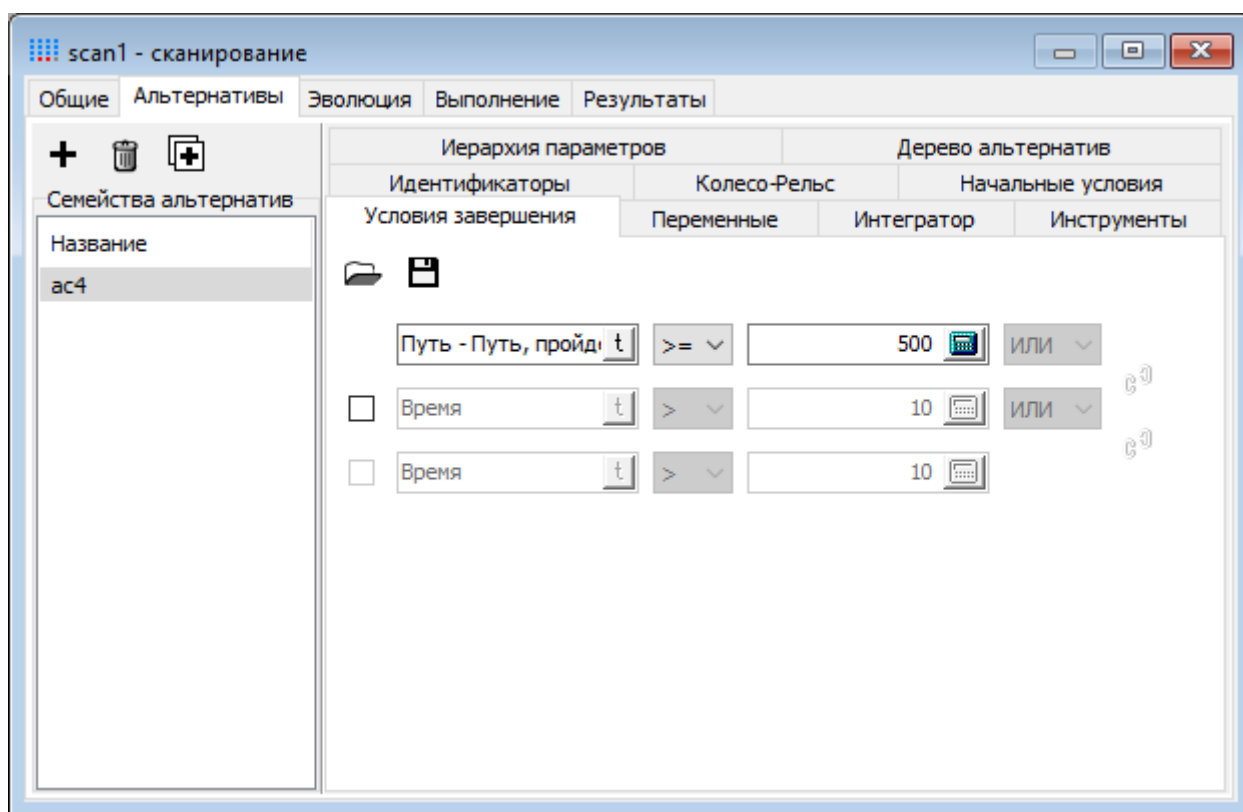 scan1 - сканирование
Общие Альтернативы Эволюция Выполнение Результаты
Иерархия параметров Дерево альтернатив
Идентификаторы Колесо-Рельс Начальные условия
Условия завершения Переменные Интегратор Инструменты
Семейства альтернатив
Название
ac4
Путь - Путь, пройд t >= 500 ИЛИ
Время t > 10 ИЛИ
Время t > 10